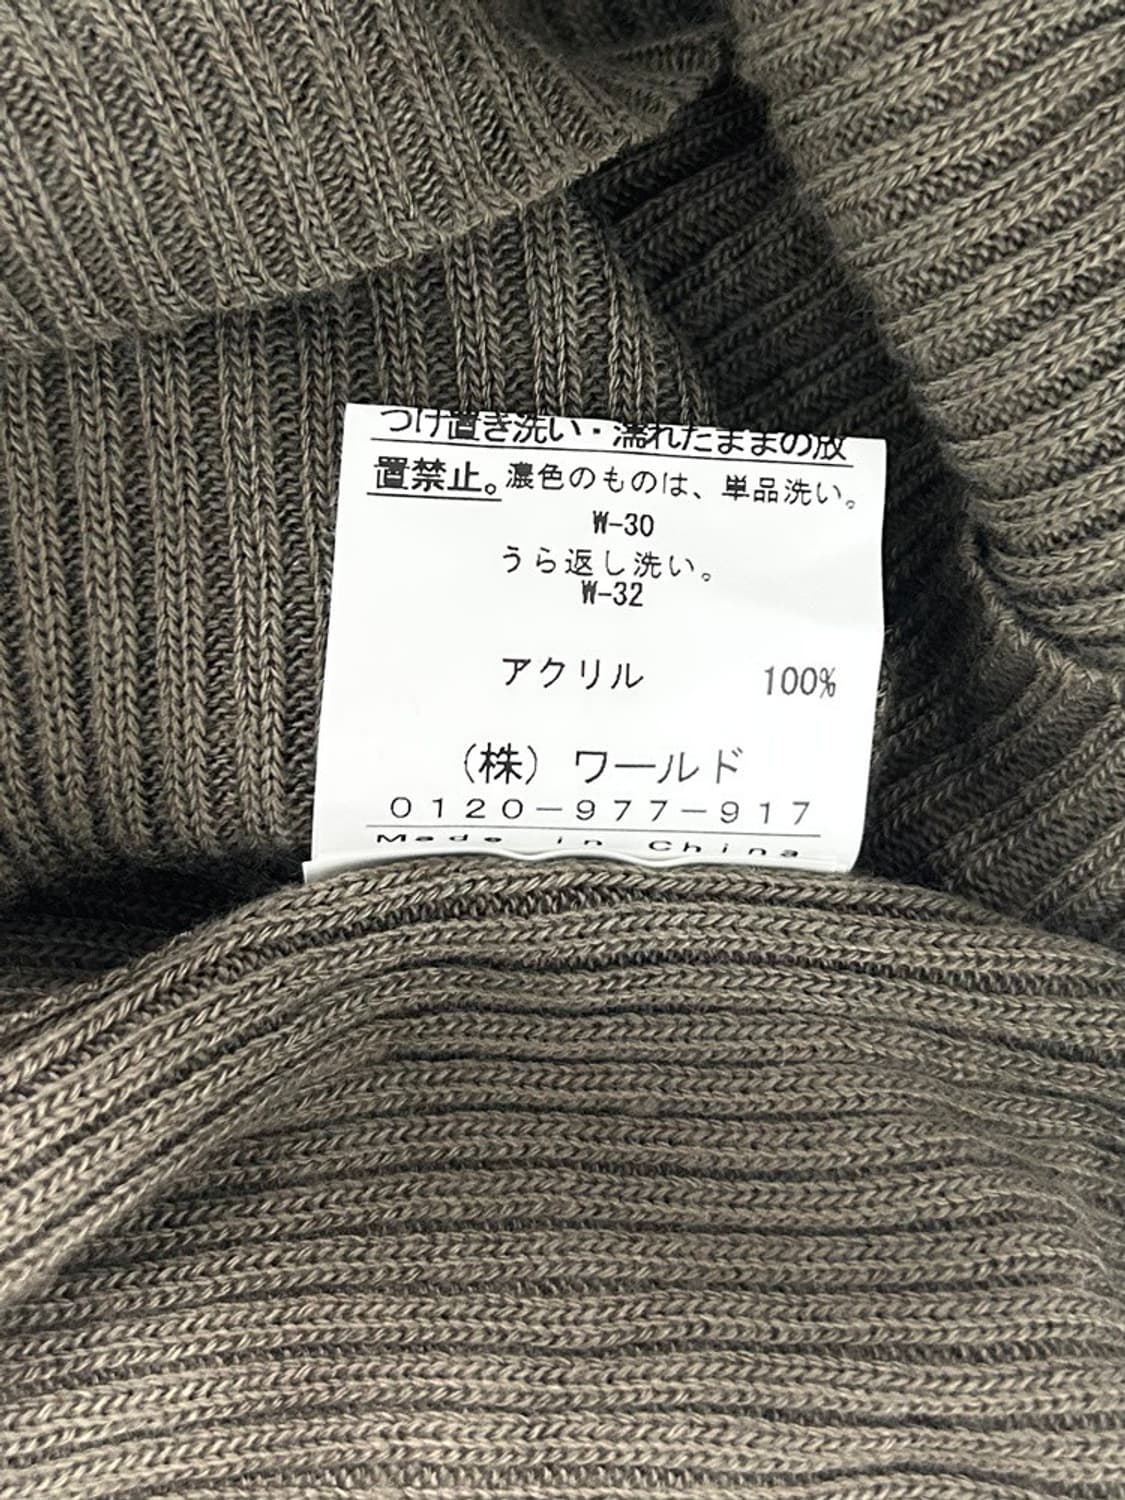 つけ置き洗い・濡れたままの放
置禁止。濃色のものは、単品洗い。
W-30
うら返し洗い。
W-32
アクリル 100%
(株) ワールド
0120-977-917
Made in China